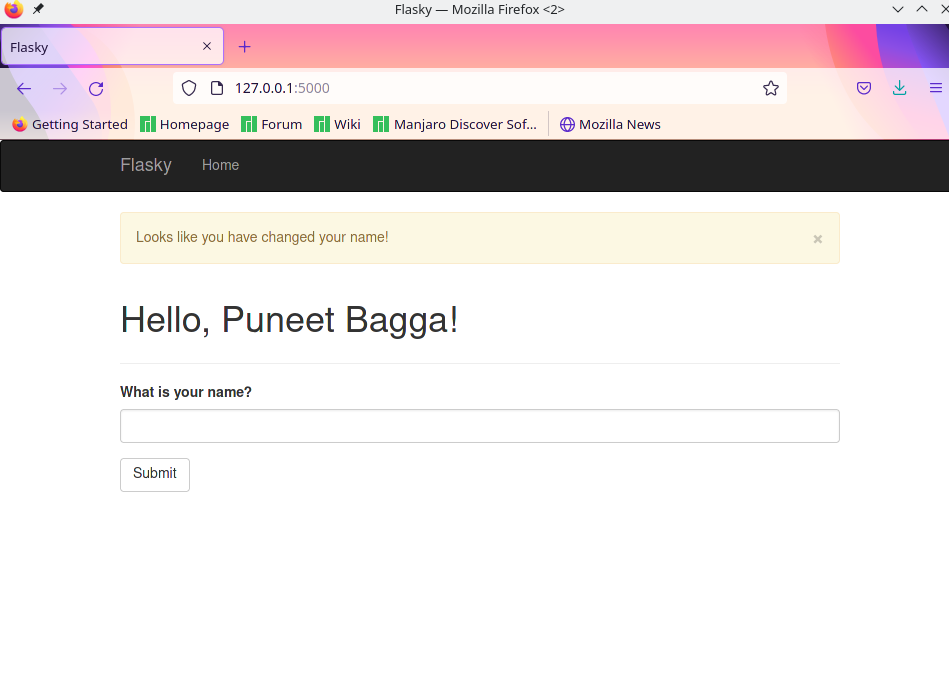 Flasky — Mozilla Firefox <2>
Flasky
127.0.0.1:5000
Getting Started Homepage Forum Wiki Manjaro Discover Sof... Mozilla News
Flasky Home
Looks like you have changed your name! ×
Hello, Puneet Bagga!
What is your name?
Submit